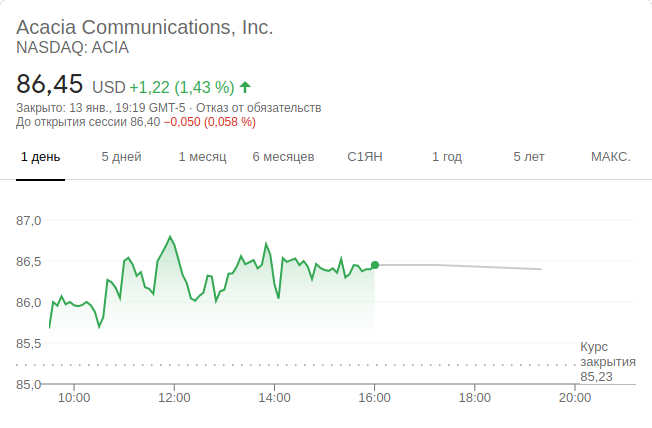 Acacia Communications, Inc.
NASDAQ: ACIA
86,45 USD +1,22 (1,43 %)
Закрыто: 13 янв., 19:19 GMT-5 · Отказ от обязательств
До открытия сессии 86,40 −0,050 (0,058 %)
1 день 5 дней 1 месяц 6 месяцев С1ЯН 1 год 5 лет МАКС.
87,0
86,5
86,0
85,5
Курс
закрытия
85,23
85,0
10:00 12:00 14:00 16:00 18:00 20:00